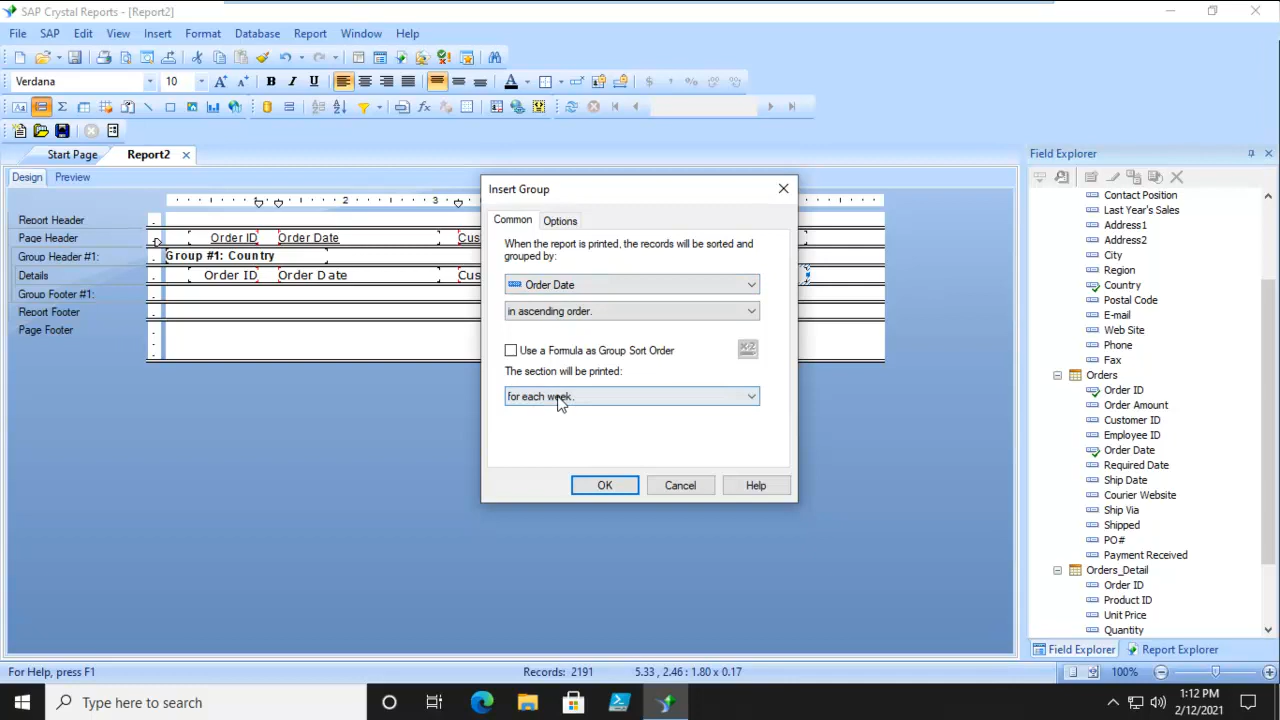 SAP Crystal Reports - [Report2]
File SAP Edit View Insert Format Database Report Window Help
Verdana 10
Start Page Report2
Design Preview
1 2 3
Report Header
Page Header Order ID Order Date Cus
Group Header #1: Group #1: Country
Details Order ID Order Date Cus
Group Footer #1:
Report Footer
Page Footer
Insert Group
Common Options
When the report is printed, the records will be sorted and
grouped by:
Order Date
in ascending order.
Use a Formula as Group Sort Order
The section will be printed:
for each week.
OK Cancel Help
Field Explorer
Contact Position
Last Year's Sales
Address1
Address2
City
Region
Country
Postal Code
E-mail
Web Site
Phone
Fax
Orders
Order ID
Order Amount
Customer ID
Employee ID
Order Date
Required Date
Ship Date
Courier Website
Ship Via
Shipped
PO#
Payment Received
Orders_Detail
Order ID
Product ID
Unit Price
Quantity
Field Explorer Report Explorer
For Help, press F1 Records: 2191 5.33 , 2.46 : 1.80 x 0.17 100%
Type here to search
1:12 PM
2/12/2021